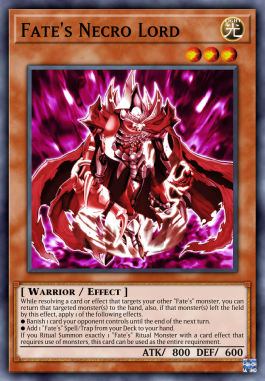 Fate's Necro Lord
LIGHT
光
[ Warrior / Effect ]
While resolving a card or effect that targets your other "Fate's" monster, you can
return that targeted monster(s) to the hand, also, if that monster(s) left the field
by this effect, apply 1 of the following effects.
● Banish 1 card your opponent controls until the end of the next turn.
● Add 1 "Fate's" Spell/Trap from your Deck to your hand.
If you Ritual Summon exactly 1 "Fate's" Ritual Monster with a card effect that
requires use of monsters, this card can be used as the entire requirement.
ATK/ 800 DEF/ 600